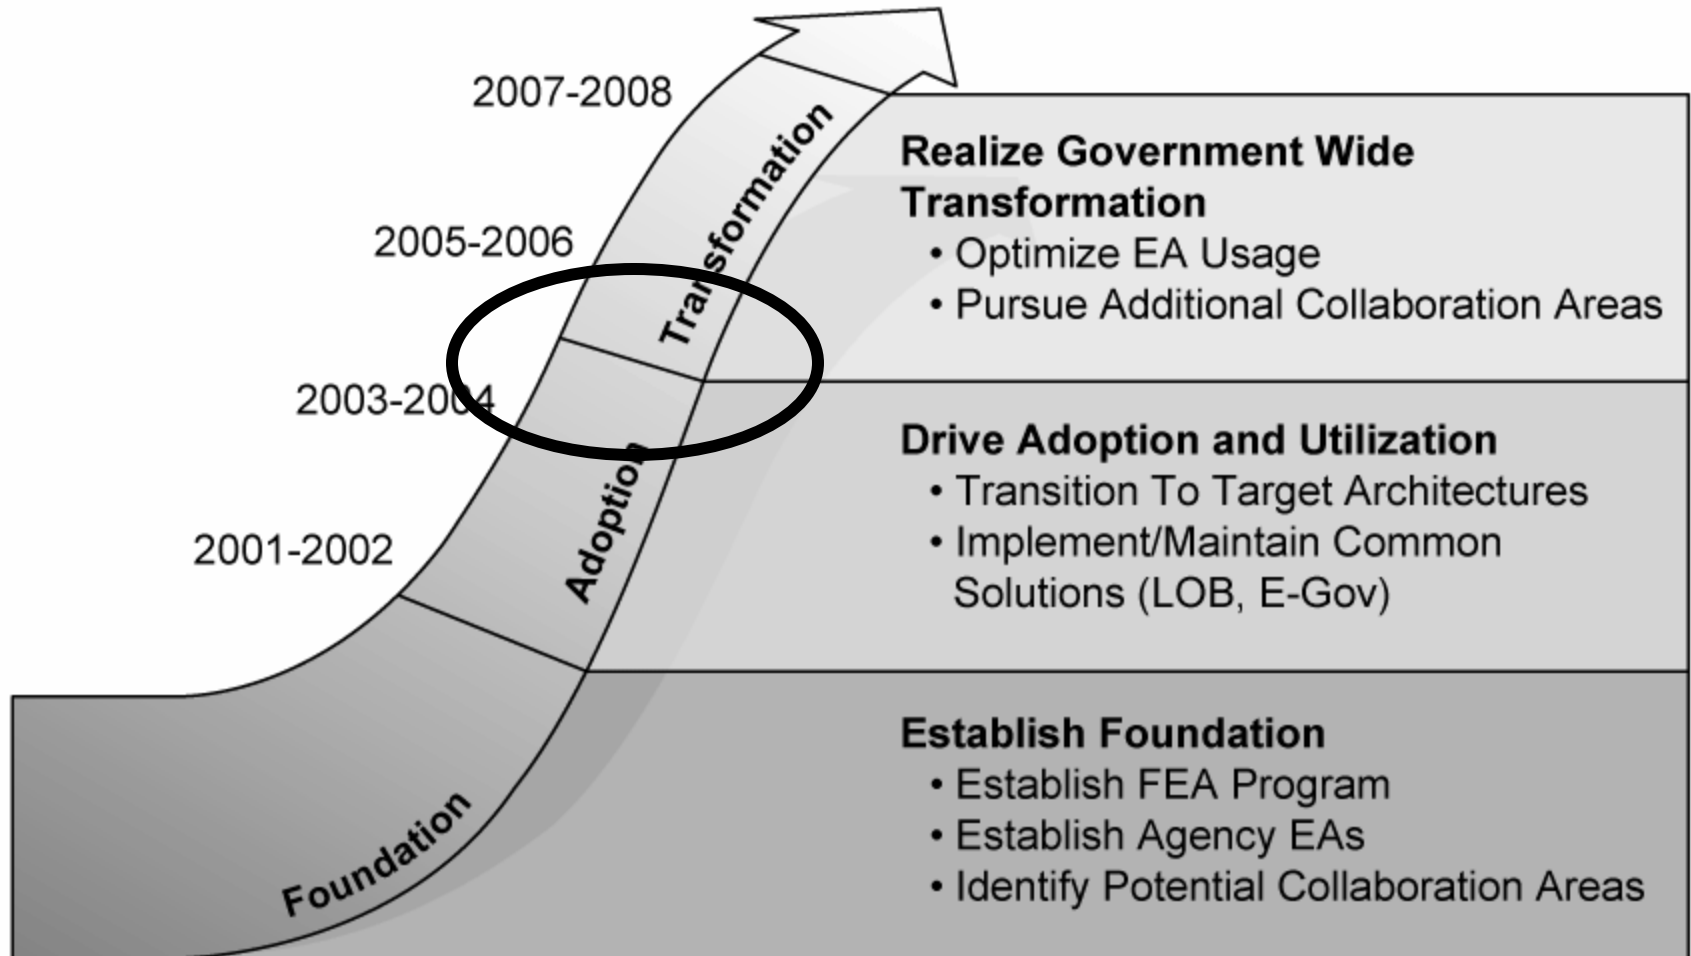 2007-2008
Transformation
Realize Government Wide
Transformation
• Optimize EA Usage
• Pursue Additional Collaboration Areas
2005-2006
2003-2004
Adoption
Drive Adoption and Utilization
• Transition To Target Architectures
• Implement/Maintain Common
Solutions (LOB, E-Gov)
2001-2002
Foundation
Establish Foundation
• Establish FEA Program
• Establish Agency EAs
• Identify Potential Collaboration Areas